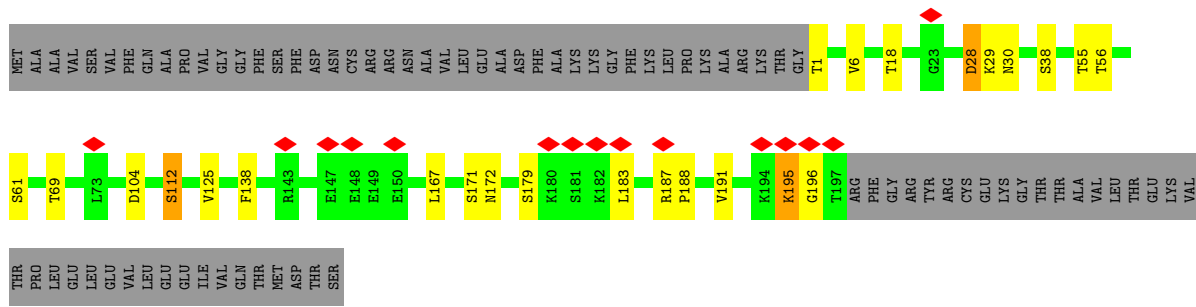 MET ALA ALA VAL SER VAL PHE GLN ALA PRO VAL GLY GLY PHE SER PHE ASP ASN CYS ARG ARG ASN ALA VAL LEU GLU ALA ASP PHE ALA LYS LYS GLY PHE LYS LEU PRO LYS ALA ARG LYS THR GLY T1 V6 T18 G23 D28 K29 N30 S38 T55 T56
S61 T69 L73 D104 S112 V125 F138 R143 E147 E148 E149 E150 L167 S171 N172 S179 K180 S181 K182 L183 R187 P188 V191 K194 K195 G196 T197 ARG PHE GLY ARG TYR ARG CYS GLU LYS GLY THR THR ALA VAL LEU THR GLU LYS VAL
THR PRO LEU GLU LEU GLU VAL LEU GLU GLU ILE VAL GLN THR MET ASP THR SER